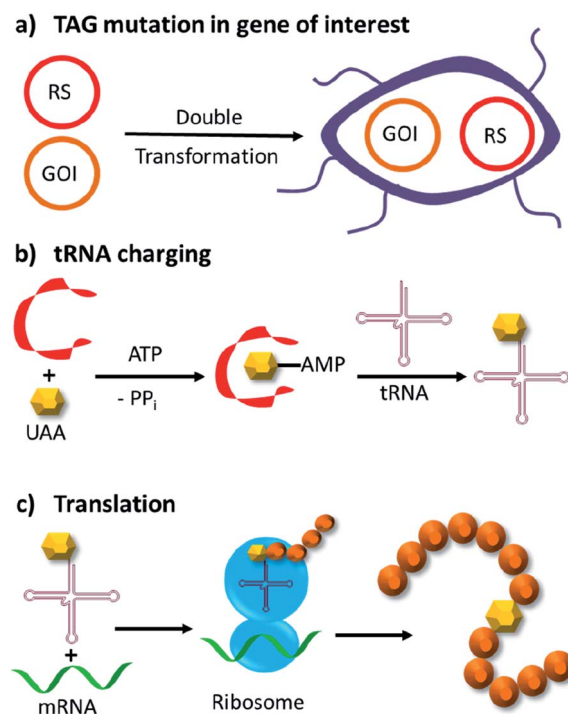 a) TAG mutation in gene of interest
RS
GOI
Double
Transformation
GOI
RS
b) tRNA charging
+
UAA
ATP
- PPi
AMP
tRNA
c) Translation
+
mRNA
Ribosome